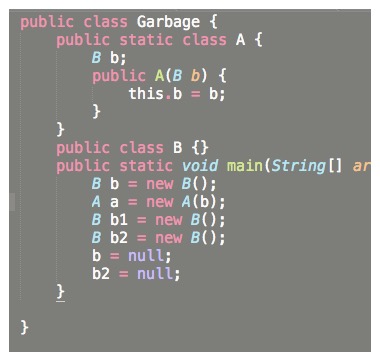 public class Garbage {
public static class A {
B b;
public A(B b) {
this.b = b;
}
}
public class B {}
public static void main(String[] ar
B b = new B();
A a = new A(b);
B b1 = new B();
B b2 = new B();
b = null;
b2 = null;
}
}